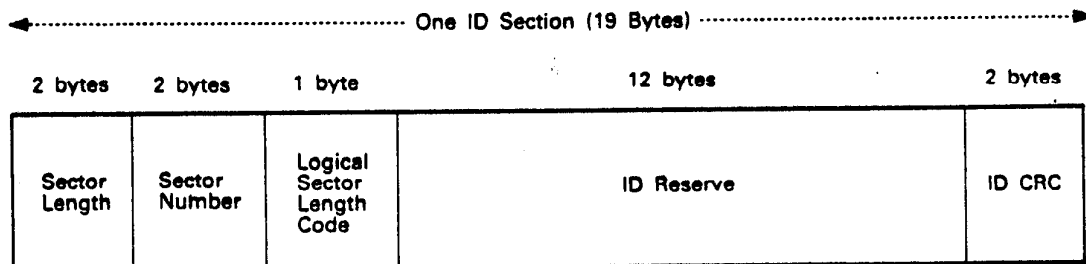 One ID Section (19 Bytes)
2 bytes 2 bytes 1 byte 12 bytes 2 bytes
Sector Length
Sector Number
Logical Sector Length Code
ID Reserve
ID CRC